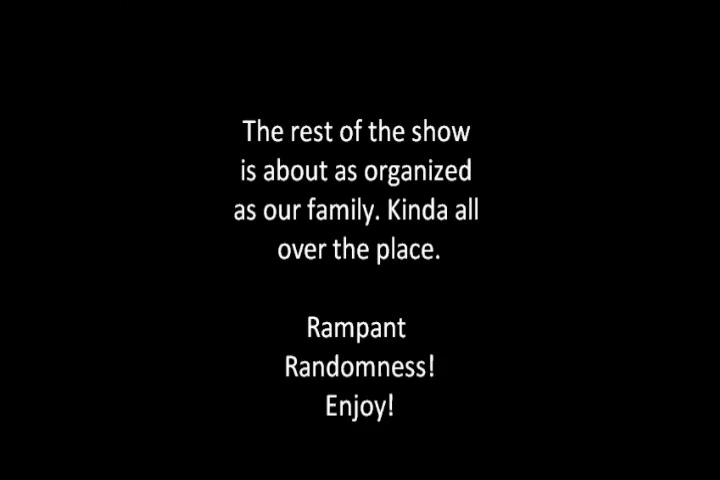 The rest of the show
is about as organized
as our family. Kinda all
over the place.
Rampant
Randomness!
Enjoy!